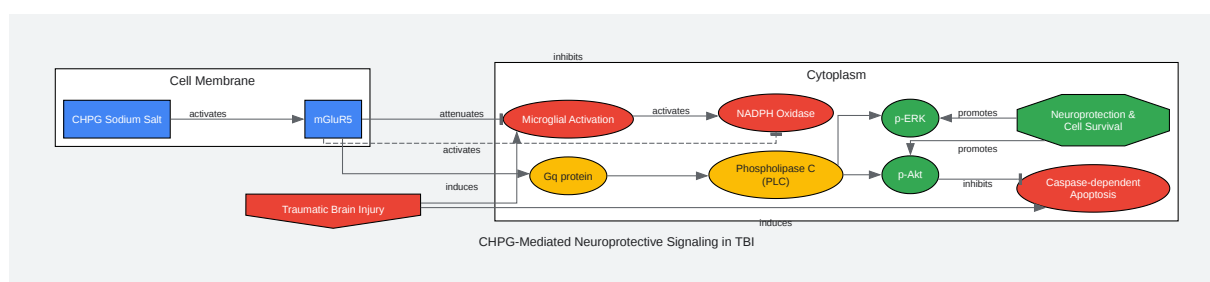 inhibits
Cell Membrane
Cytoplasm
CHPG Sodium Salt
activates
mGluR5
attenuates
Microglial Activation
activates
NADPH Oxidase
p-ERK
promotes
Neuroprotection &
Cell Survival
activates
promotes
Gq protein
Phospholipase C
(PLC)
p-Akt
inhibits
Caspase-dependent
Apoptosis
induces
Traumatic Brain Injury
induces
CHPG-Mediated Neuroprotective Signaling in TBI